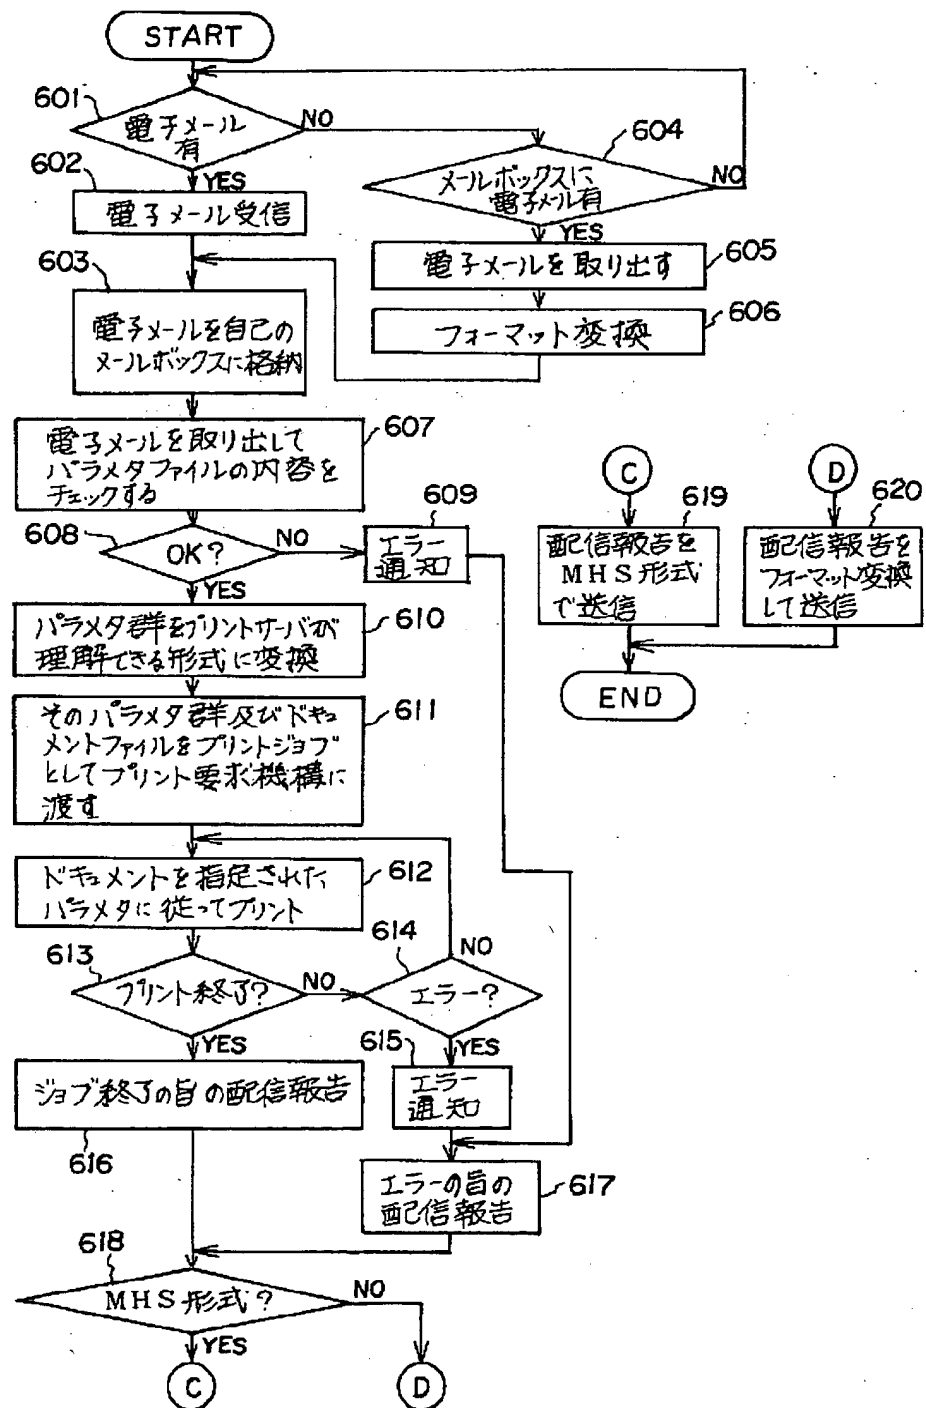 START
601
電子メール
有
NO
YES
602
電子メール受信
603
電子メールを自己の
メールボックスに格納
604
メールボックスに
電子メール有
NO
YES
電子メールを取り出す
605
フォーマット変換
606
電子メールを取り出して
パラメタファイルの内容を
チェックする
607
608
OK?
NO
YES
609
エラー
通知
パラメタ群をプリントサーバが
理解できる形式に変換
610
そのパラメタ群及びドキュ
メントファイルをプリントジョブ
としてプリント要求機構に
渡す
611
ドキュメントを指定された
パラメタに従ってプリント
612
613
プリント終了?
NO
YES
614
エラー?
NO
YES
615
エラー
通知
ジョブ終了の旨の配信報告
616
エラーの旨の
配信報告
617
618
MHS形式?
NO
YES
C
D
C
619
配信報告を
MHS形式
で送信
D
620
配信報告を
フォーマット変換
して送信
END